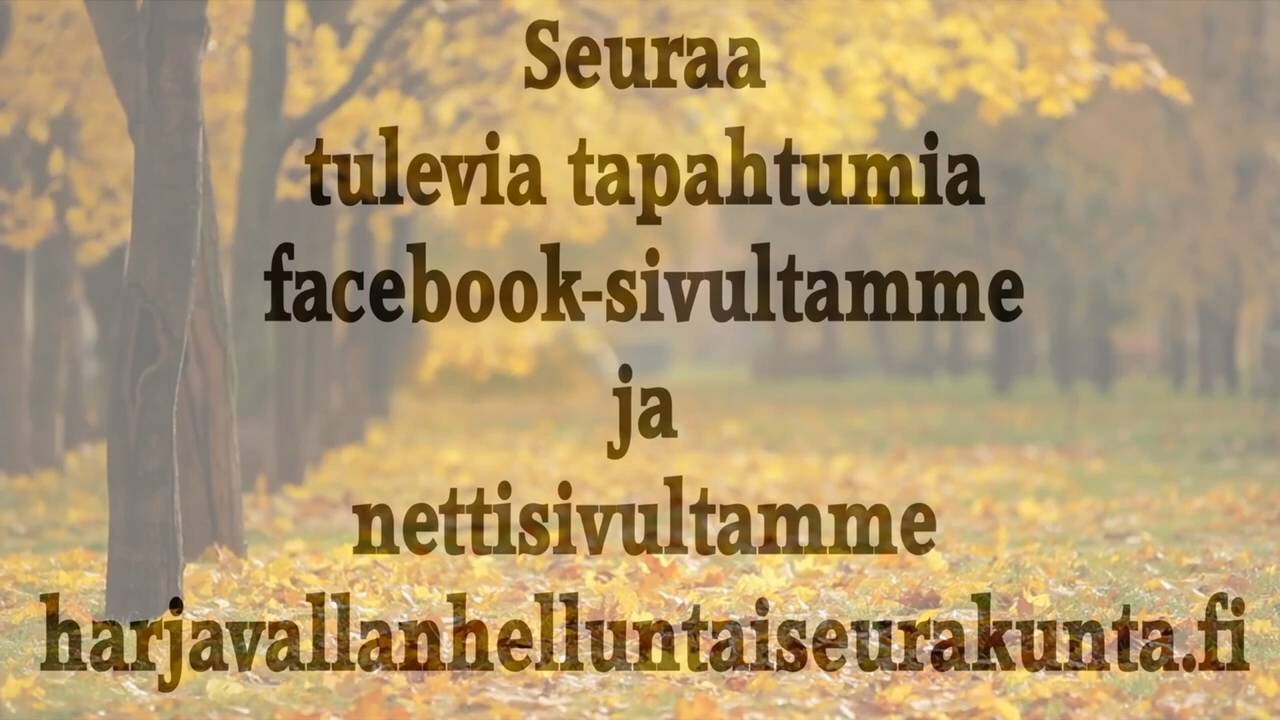 Seuraa
tulevia tapahtumia
facebook-sivultamme
ja
nettisivultamme
harjavallanhelluntaiseurakunta.fi